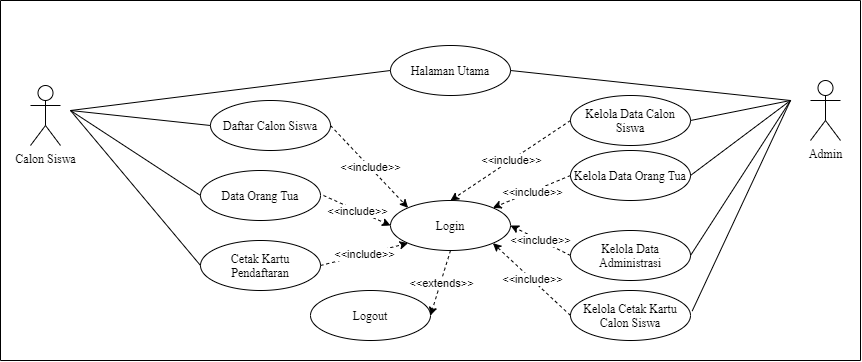 Halaman Utama
Calon Siswa
Admin
Daftar Calon Siswa
Kelola Data Calon
Siswa
<<include>>
<<include>>
Data Orang Tua
Kelola Data Orang Tua
<<include>>
<<include>>
Login
Cetak Kartu
Pendaftaran
<<include>>
<<include>>
Kelola Data
Administrasi
<<extends>>
<<include>>
Logout
Kelola Cetak Kartu
Calon Siswa